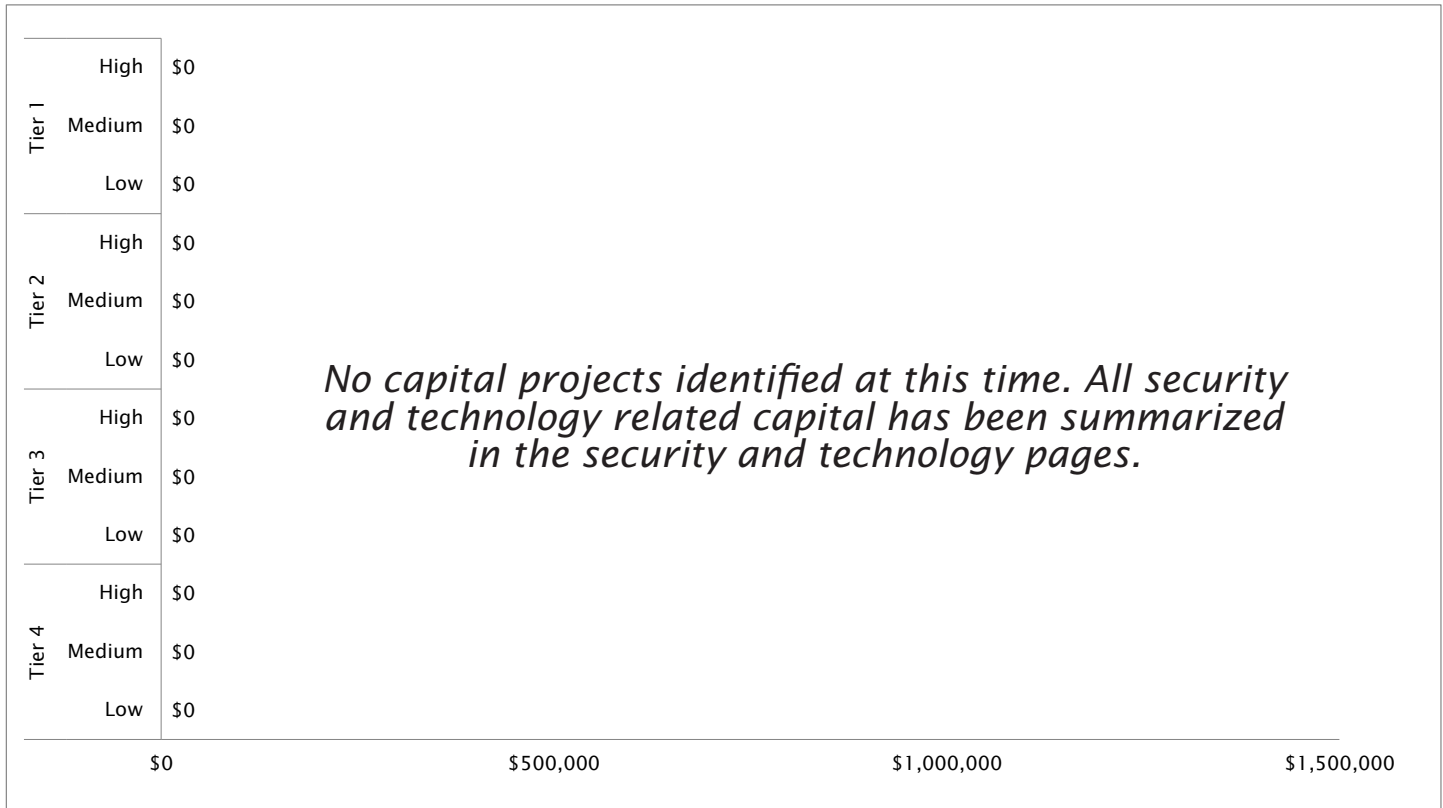 Tier 1
High $0
Medium $0
Low $0
Tier 2
High $0
Medium $0
Low $0
Tier 3
High $0
Medium $0
Low $0
Tier 4
High $0
Medium $0
Low $0
No capital projects identified at this time. All security
and technology related capital has been summarized
in the security and technology pages.
$0 $500,000 $1,000,000 $1,500,000